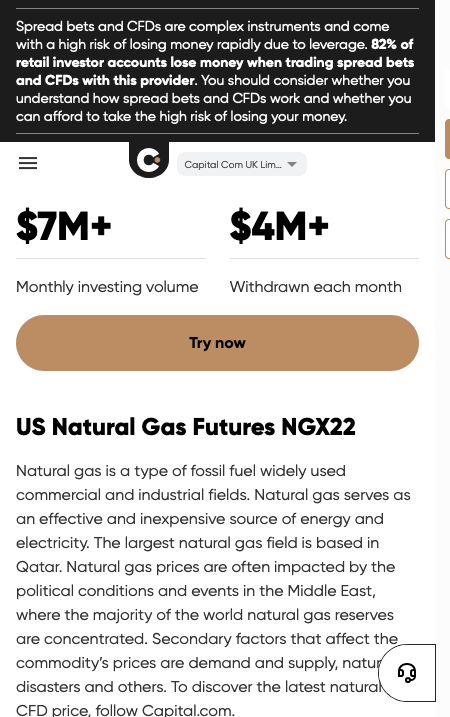 Spread bets and CFDs are complex instruments and come
with a high risk of losing money rapidly due to leverage. 82% of
retail investor accounts lose money when trading spread bets
and CFDs with this provider. You should consider whether you
understand how spread bets and CFDs work and whether you
can afford to take the high risk of losing your money.
Capital Com UK Lim...
$7M+
$4M+
Monthly investing volume
Withdrawn each month
Try now
US Natural Gas Futures NGX22
Natural gas is a type of fossil fuel widely used
commercial and industrial fields. Natural gas serves as
an effective and inexpensive source of energy and
electricity. The largest natural gas field is based in
Qatar. Natural gas prices are often impacted by the
political conditions and events in the Middle East,
where the majority of the world natural gas reserves
are concentrated. Secondary factors that affect the
commodity's prices are demand and supply, natur
disasters and others. To discover the latest natural
CFD price, follow Capital.com.